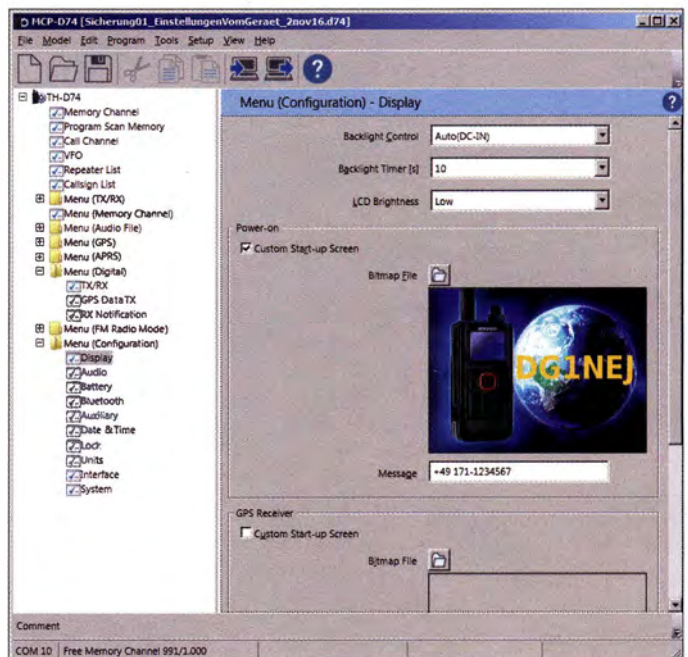 MCP-D74 [Sicherung01_EinstellungenVomGeraet_2nov16.d74]
File Model Edit Program Tools Setup View Help
TH-D74
Memory Channel
Program Scan Memory
Call Channel
VFO
Repeater List
Callsign List
Menu (TX/RX)
Menu (Memory Channel)
Menu (Audio File)
Menu (GPS)
Menu (APRS)
Menu (Digital)
TX/RX
GPS Data TX
RX Notification
Menu (FM Radio Mode)
Menu (Configuration)
Display
Audio
Battery
Bluetooth
Auxiliary
Date & Time
Lock
Units
Interface
System
Menu (Configuration) - Display
Backlight Control Auto(DC-IN)
Backlight Timer [s] 10
LCD Brightness Low
Power-on
Custom Start-up Screen
Bitmap File
DG1NEJ
Message +49 171-1234567
GPS Receiver
Custom Start-up Screen
Bitmap File
Comment
COM 10 Free Memory Channel 991/1.000